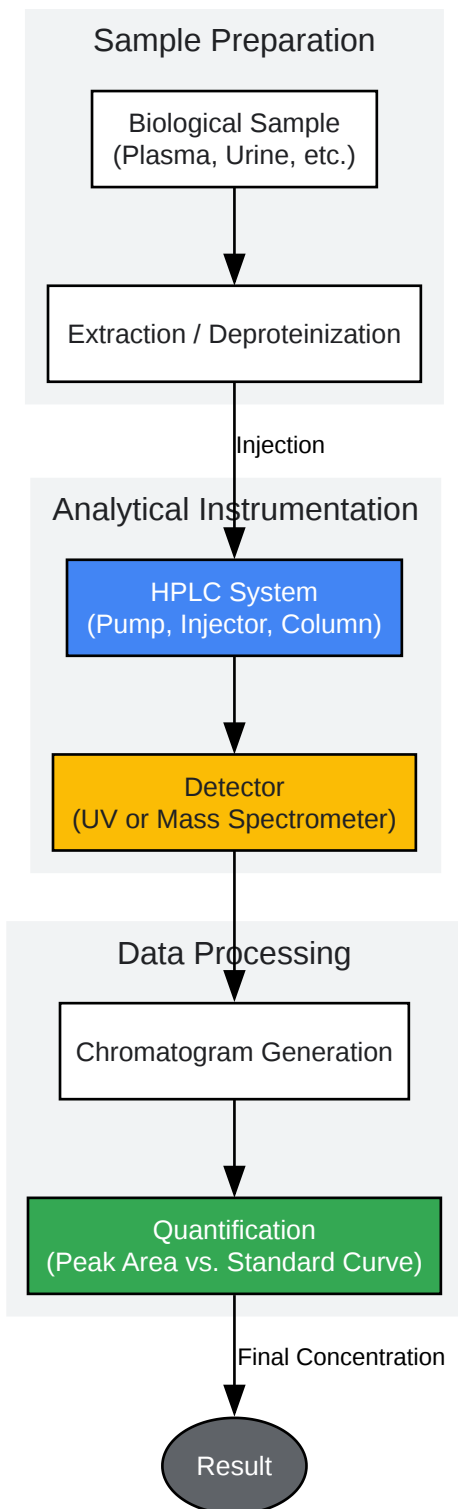 Sample Preparation
Biological Sample
(Plasma, Urine, etc.)
Extraction / Deproteinization
Injection
Analytical Instrumentation
HPLC System
(Pump, Injector, Column)
Detector
(UV or Mass Spectrometer)
Data Processing
Chromatogram Generation
Quantification
(Peak Area vs. Standard Curve)
Final Concentration
Result